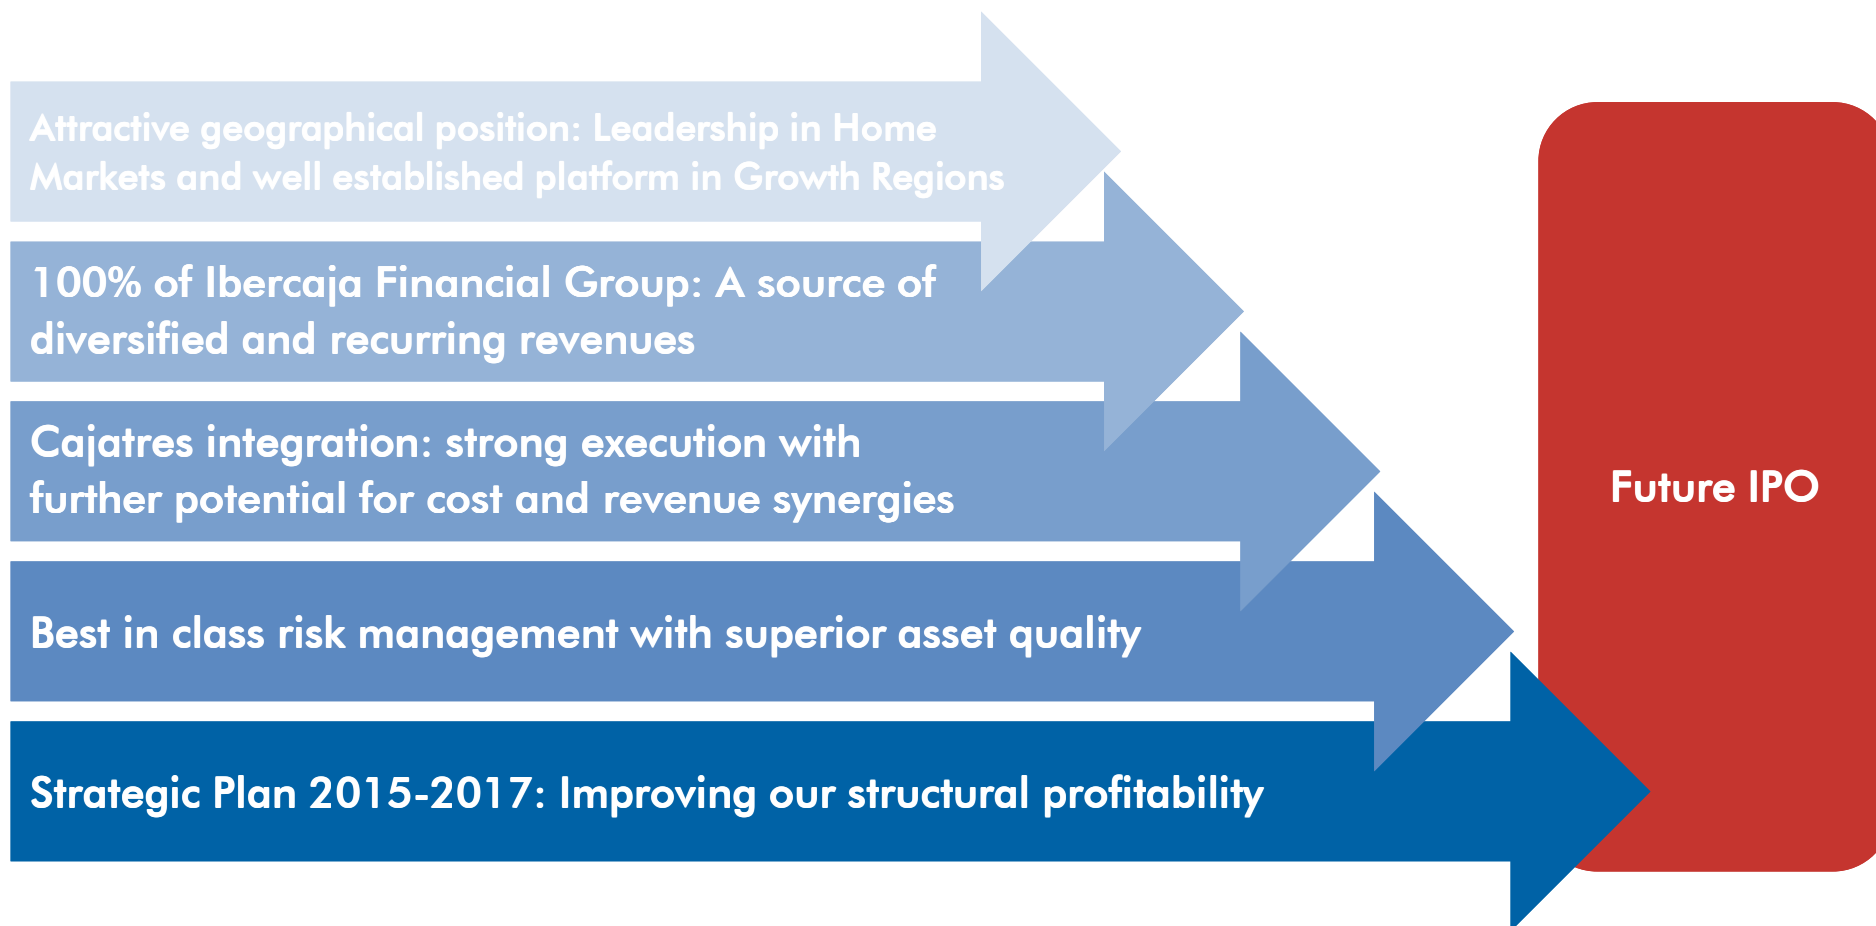 Attractive geographical position: Leadership in Home
Markets and well established platform in Growth Regions
100% of Ibercaja Financial Group: A source of
diversified and recurring revenues
Cajatres integration: strong execution with
further potential for cost and revenue synergies
Best in class risk management with superior asset quality
Strategic Plan 2015-2017: Improving our structural profitability
Future IPO